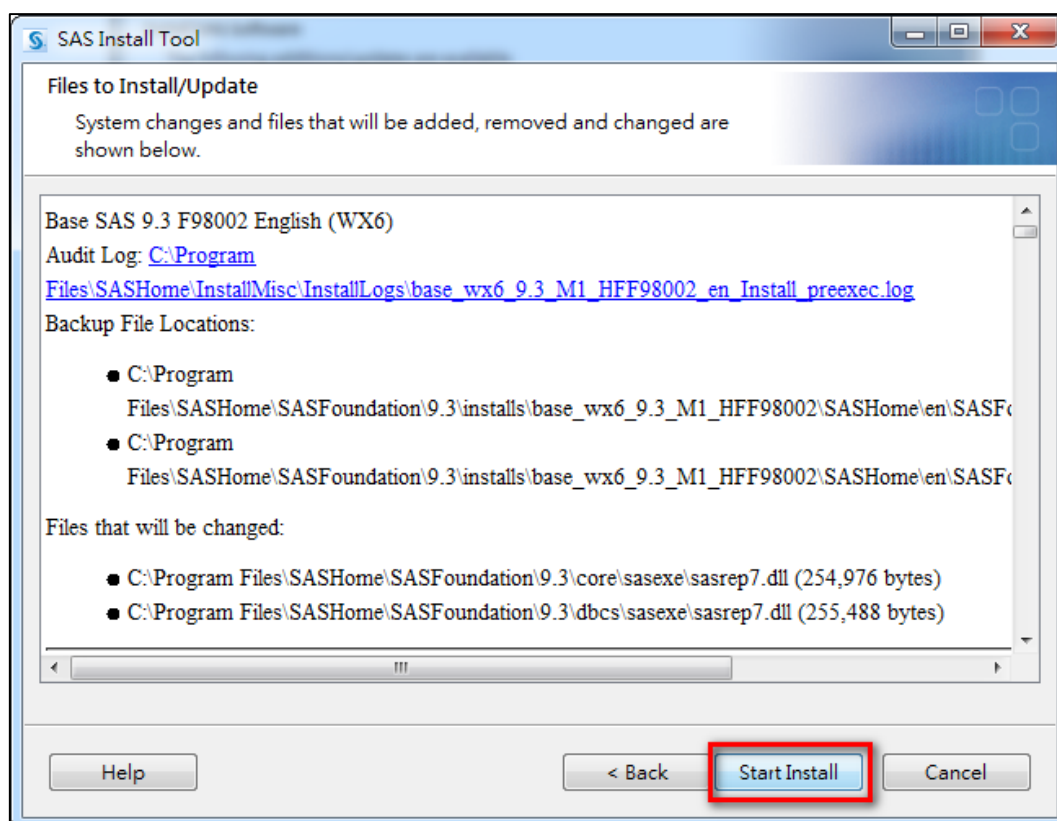 SAS Install Tool
Files to Install/Update
System changes and files that will be added, removed and changed are
shown below.
Base SAS 9.3 F98002 English (WX6)
Audit Log: C:\Program
Files\SASHome\InstallMisc\InstallLogs\base_wx6_9.3_M1_HFF98002_en_Install_preexec.log
Backup File Locations:
C:\Program
Files\SASHome\SASFoundation\9.3\installs\base_wx6_9.3_M1_HFF98002\SASHome\en\SASFo
C:\Program
Files\SASHome\SASFoundation\9.3\installs\base_wx6_9.3_M1_HFF98002\SASHome\en\SASFo
Files that will be changed:
C:\Program Files\SASHome\SASFoundation\9.3\core\sasexe\sasrep7.dll (254,976 bytes)
C:\Program Files\SASHome\SASFoundation\9.3\dbcs\sasexe\sasrep7.dll (255,488 bytes)
Help
< Back
Start Install
Cancel